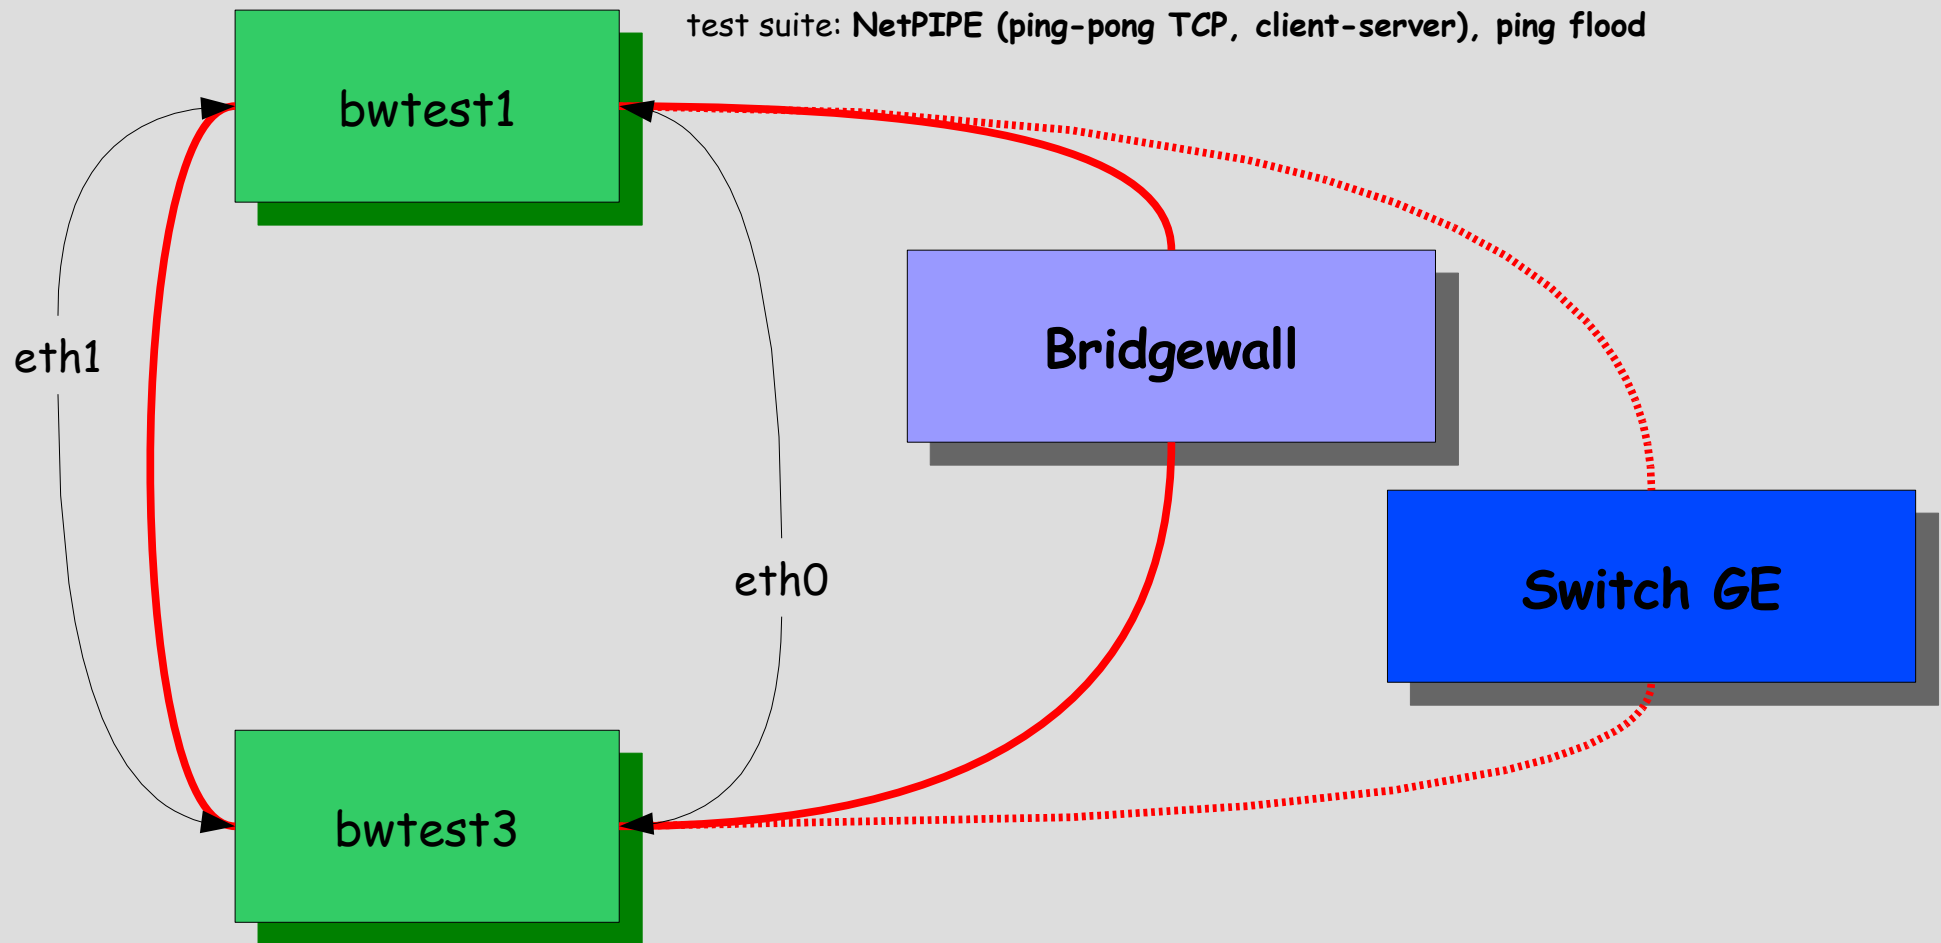 test suite: NetPIPE (ping-pong TCP, client-server), ping flood
bwtest1
Bridgewall
eth1
eth0
Switch GE
bwtest3